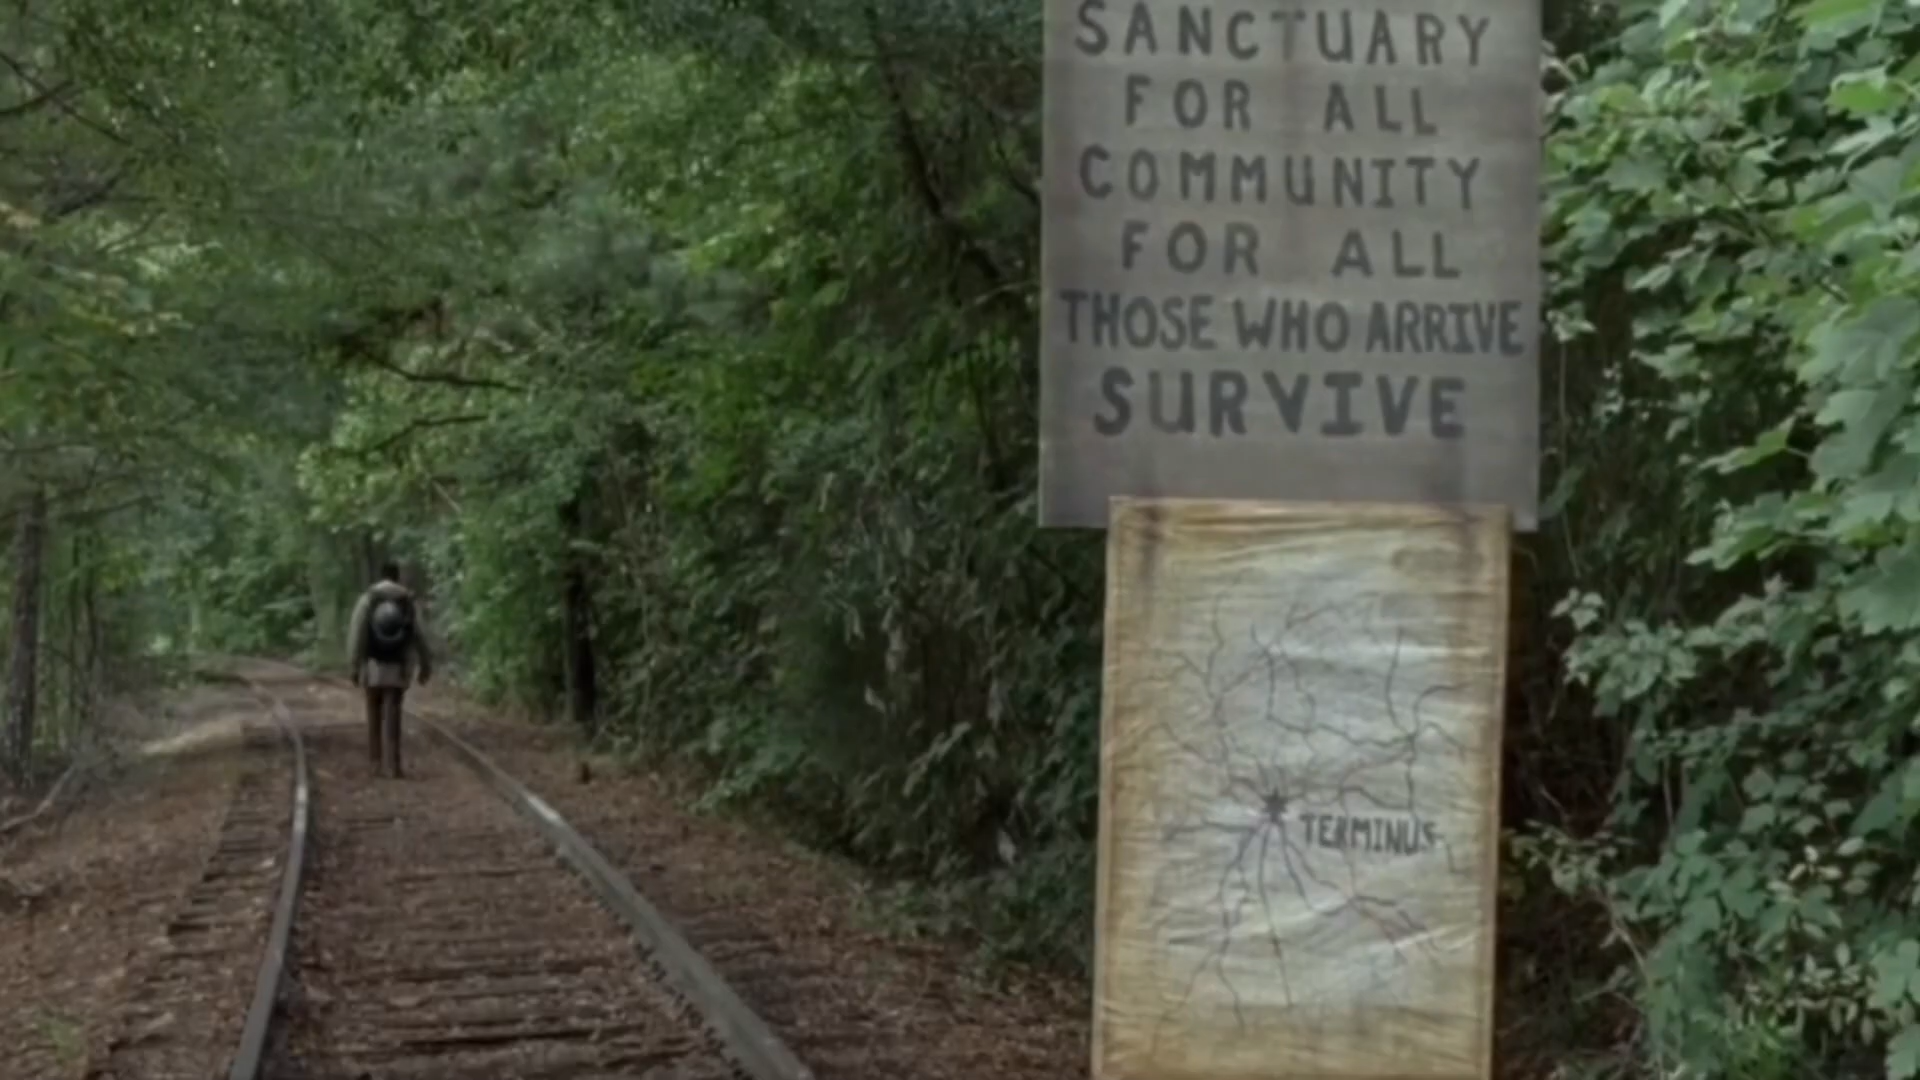 SANCTUARY
FOR ALL
COMMUNITY
FOR ALL
THOSE WHO ARRIVE
SURVIVE
TERMINUS